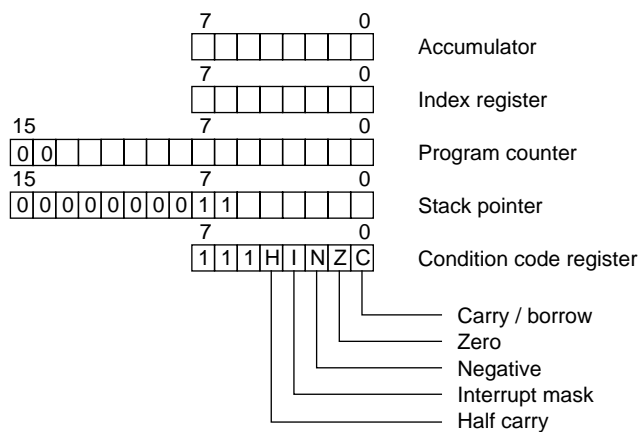 7 0
Accumulator
7 0
Index register
15 7 0
0 0
Program counter
15 7 0
0 0 0 0 0 0 0 0 1 1
Stack pointer
7 0
1 1 1 H I N Z C
Condition code register
Carry / borrow
Zero
Negative
Interrupt mask
Half carry